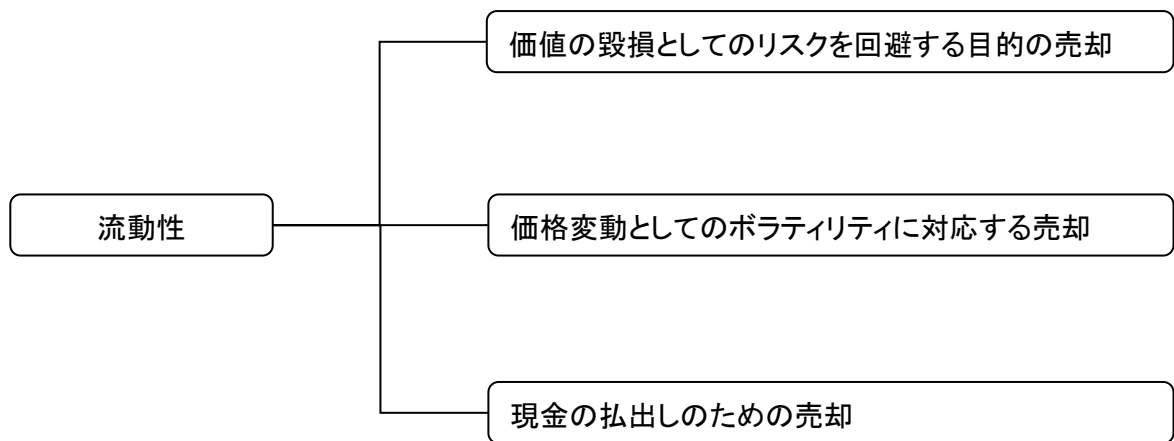 価値の毀損としてのリスクを回避する目的の売却
流動性
価格変動としてのボラティリティに対応する売却
現金の払出しのための売却